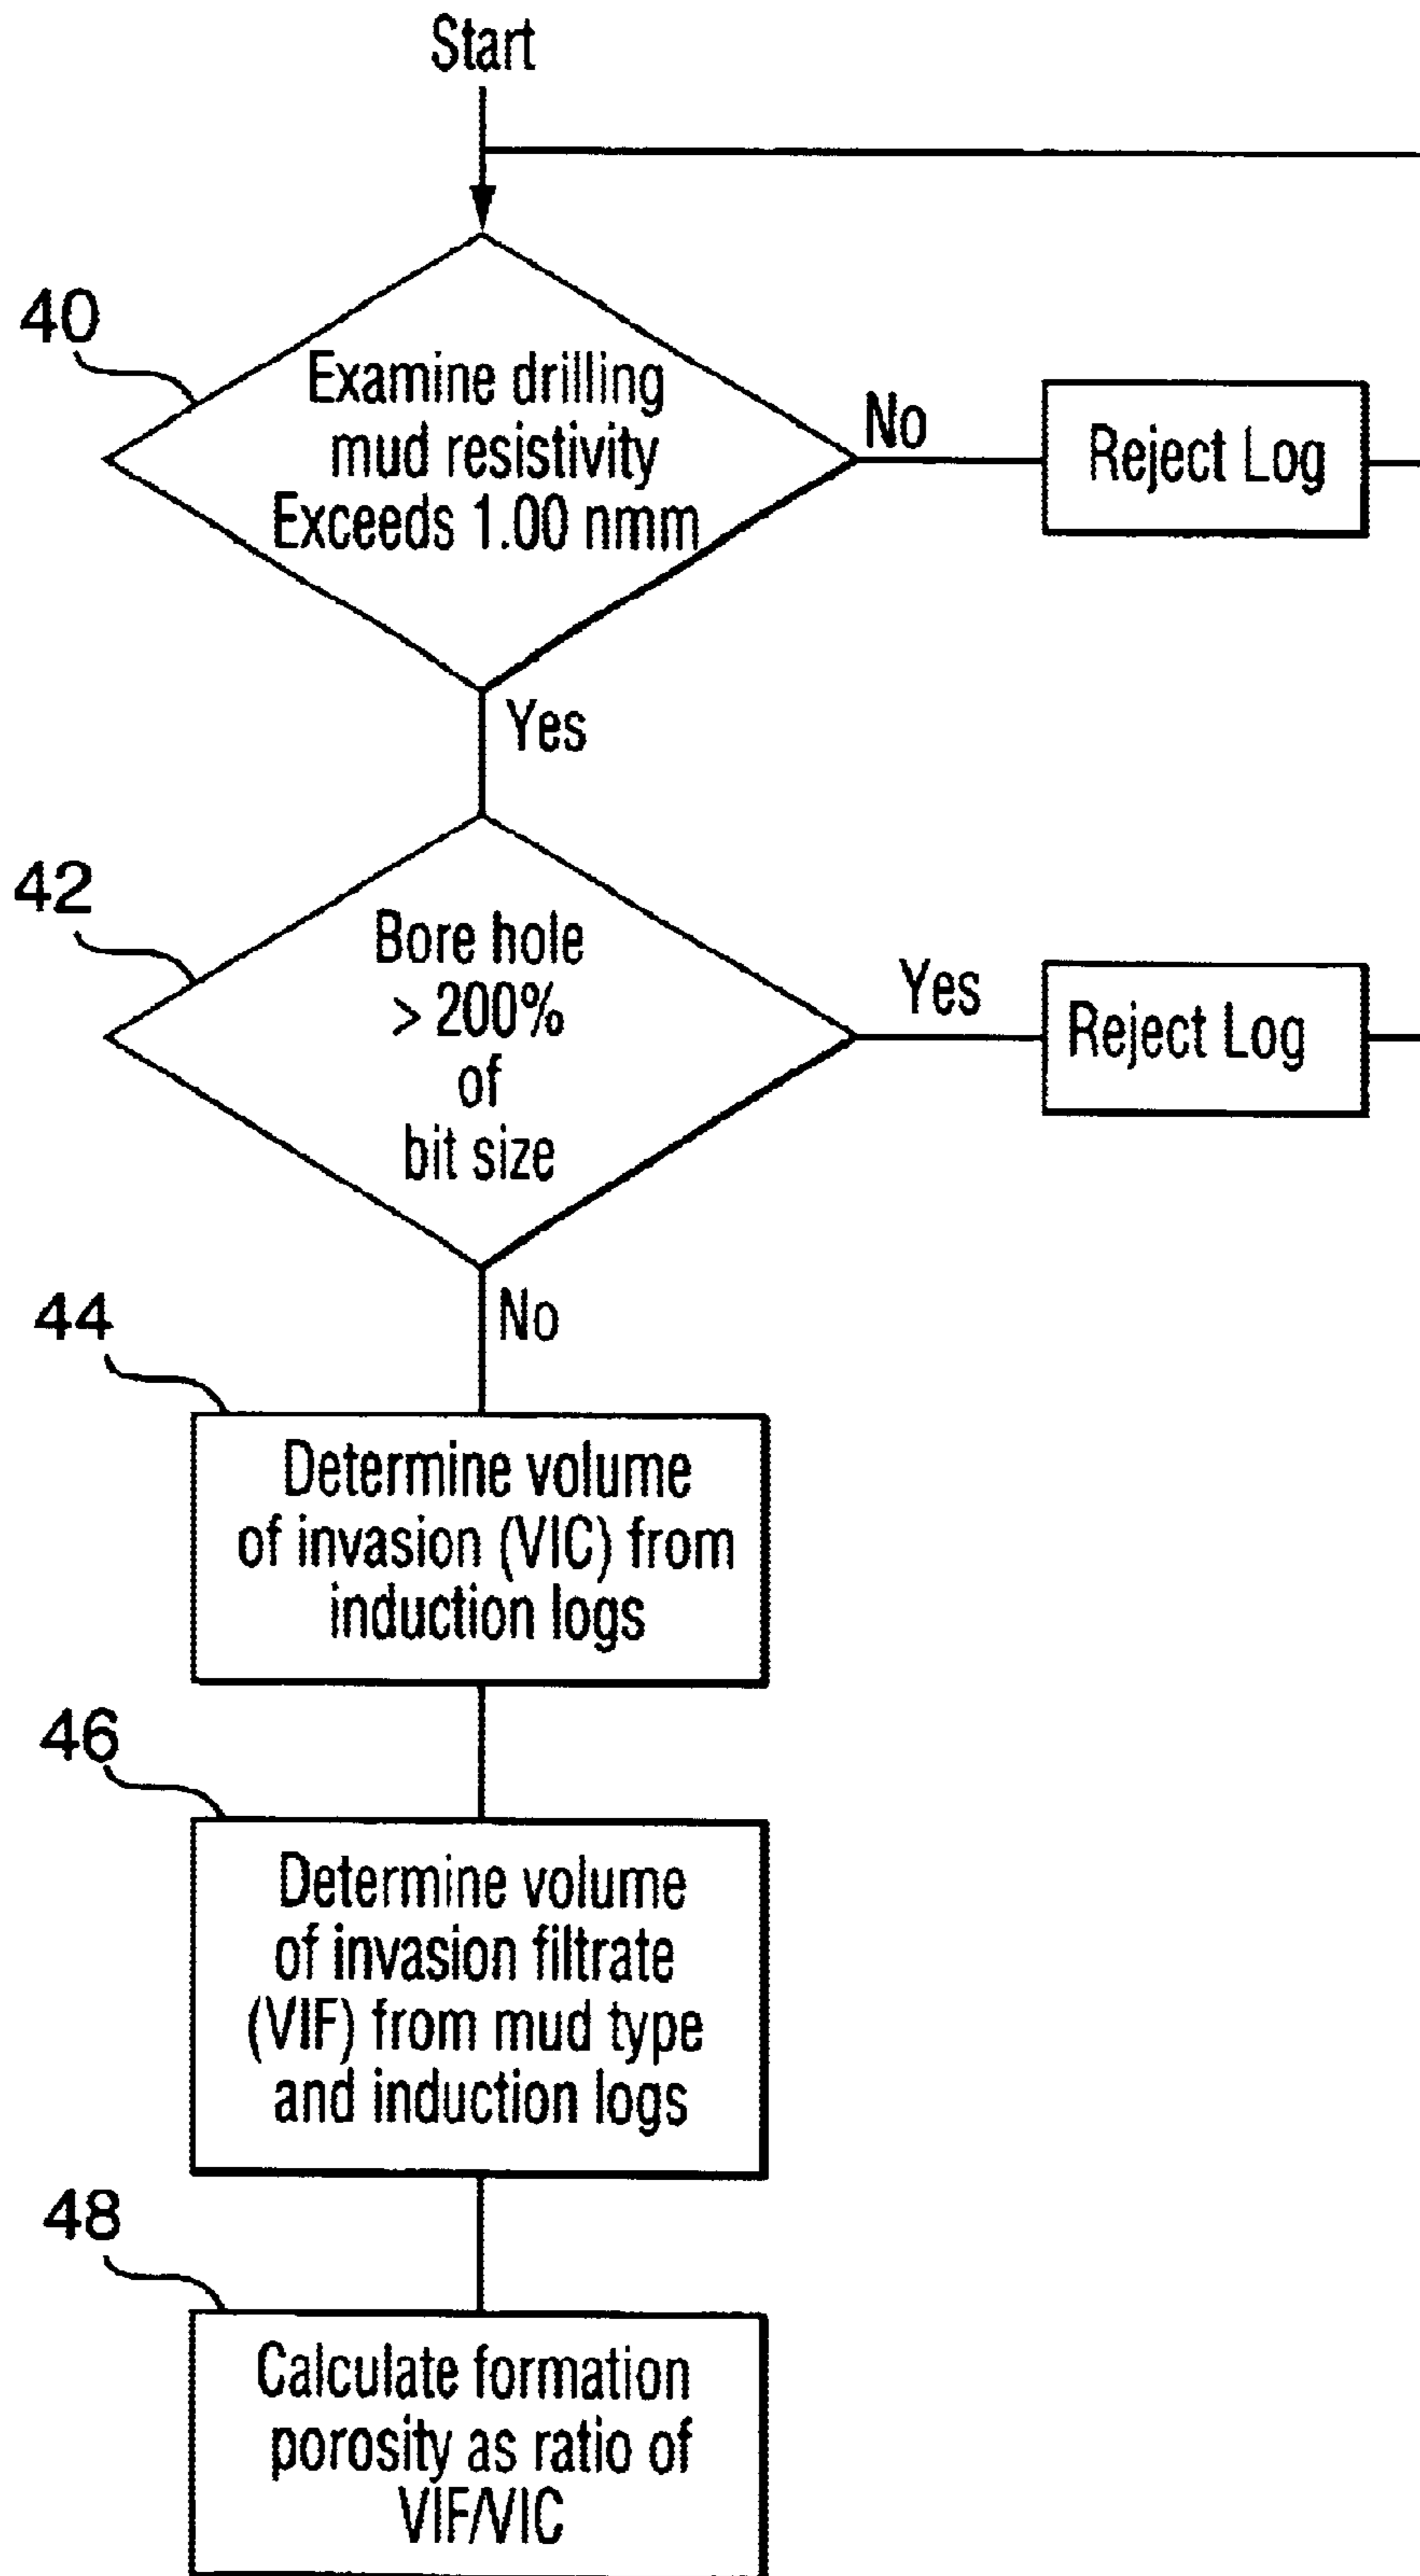 Start
40
Examine drilling
mud resistivity
Exceeds 1.00 nmm
No
Reject Log
Yes
42
Bore hole
> 200%
of
bit size
Yes
Reject Log
No
44
Determine volume
of invasion (VIC) from
induction logs
46
Determine volume
of invasion filtrate
(VIF) from mud type
and induction logs
48
Calculate formation
porosity as ratio of
VIF/VIC